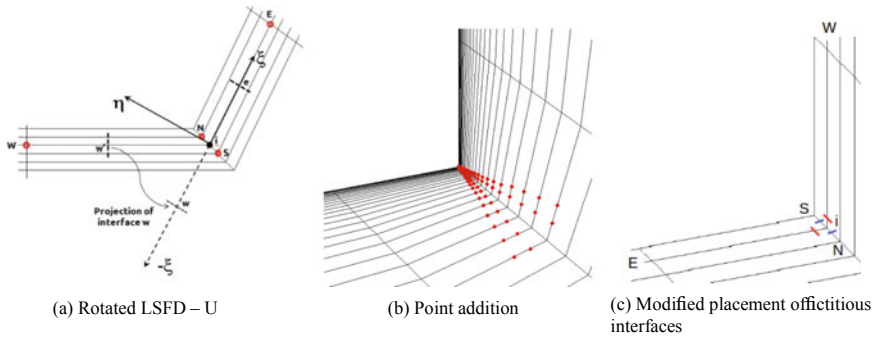 E
ξ
e
η
N
i
W
w'
S
w
Projection of
interface w
-ξ
W
S
i
E
N
(a) Rotated LSFD – U
(b) Point addition
(c) Modified placement offictitious
interfaces